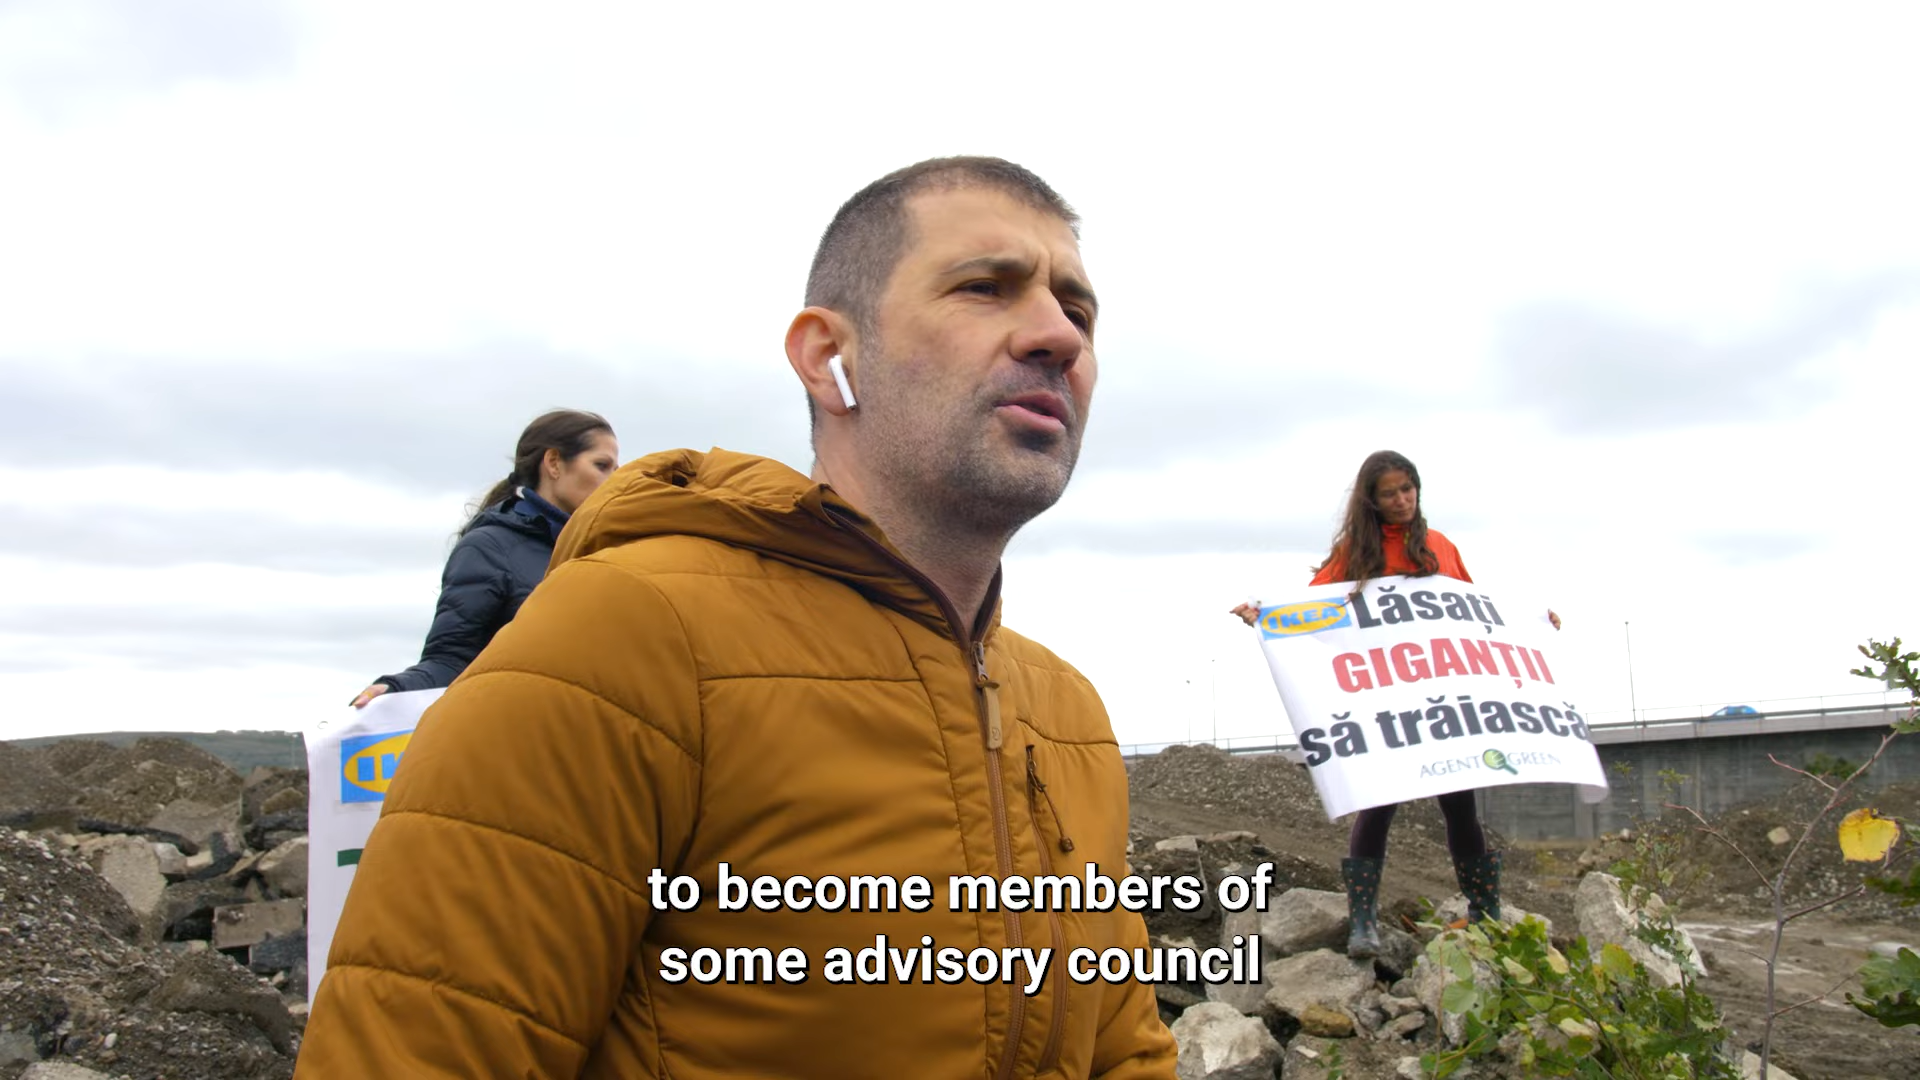 IKEA
Lăsați
GIGANȚII
să trăiască
AGENT GREEN
to become members of
some advisory council